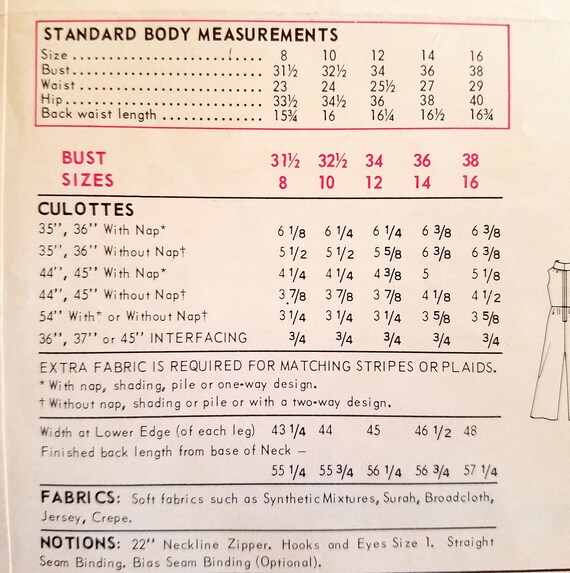 STANDARD BODY MEASUREMENTS
Size ........................ 8 10 12 14 16
Bust ........................ 31½ 32½ 34 36 38
Waist ........................ 23 24 25½ 27 29
Hip ........................ 33½ 34½ 36 38 40
Back waist length .............. 15¾ 16 16¼ 16½ 16¾
BUST 31½ 32½ 34 36 38
SIZES 8 10 12 14 16
CULOTTES
35", 36" With Nap* 6 1/8 6 1/4 6 1/4 6 3/8 6 3/8
35", 36" Without Nap† 5 1/2 5 1/2 5 5/8 6 3/8 6 3/8
44", 45" With Nap* 4 1/4 4 1/4 4 3/8 5 5 1/8
44", 45" Without Nap† 3 7/8 3 7/8 3 7/8 4 1/8 4 1/2
54" With* or Without Nap† 3 1/4 3 1/4 3 1/4 3 5/8 3 5/8
36", 37" or 45" INTERFACING 3/4 3/4 3/4 3/4 3/4
EXTRA FABRIC IS REQUIRED FOR MATCHING STRIPES OR PLAIDS.
* With nap, shading, pile or one-way design.
† Without nap, shading or pile or with a two-way design.
Width at Lower Edge (of each leg) 43 1/4 44 45 46 1/2 48
Finished back length from base of Neck —
55 1/4 55 3/4 56 1/4 56 3/4 57 1/4
FABRICS: Soft fabrics such as Synthetic Mixtures, Surah, Broadcloth,
Jersey, Crepe.
NOTIONS: 22" Neckline Zipper. Hooks and Eyes Size 1. Straight
Seam Binding. Bias Seam Binding (Optional).